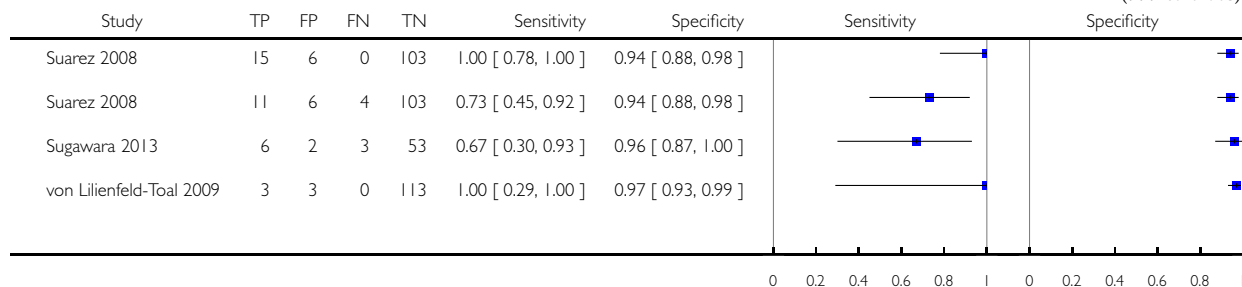 Study TP FP FN TN Sensitivity Specificity Sensitivity Specificity
Suarez 2008 15 6 0 103 1.00 [ 0.78, 1.00 ] 0.94 [ 0.88, 0.98 ]
Suarez 2008 11 6 4 103 0.73 [ 0.45, 0.92 ] 0.94 [ 0.88, 0.98 ]
Sugawara 2013 6 2 3 53 0.67 [ 0.30, 0.93 ] 0.96 [ 0.87, 1.00 ]
von Lilienfeld-Toal 2009 3 3 0 113 1.00 [ 0.29, 1.00 ] 0.97 [ 0.93, 0.99 ]
0 0.2 0.4 0.6 0.8 1 0 0.2 0.4 0.6 0.8